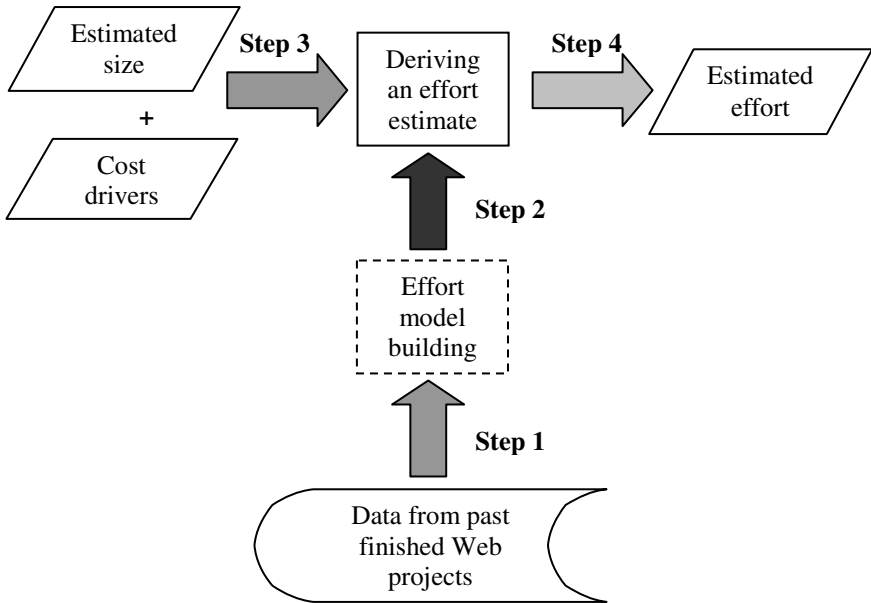 Estimated
size
+
Cost
drivers
Step 3
Deriving
an effort
estimate
Step 4
Estimated
effort
Step 2
Effort
model
building
Step 1
Data from past
finished Web
projects